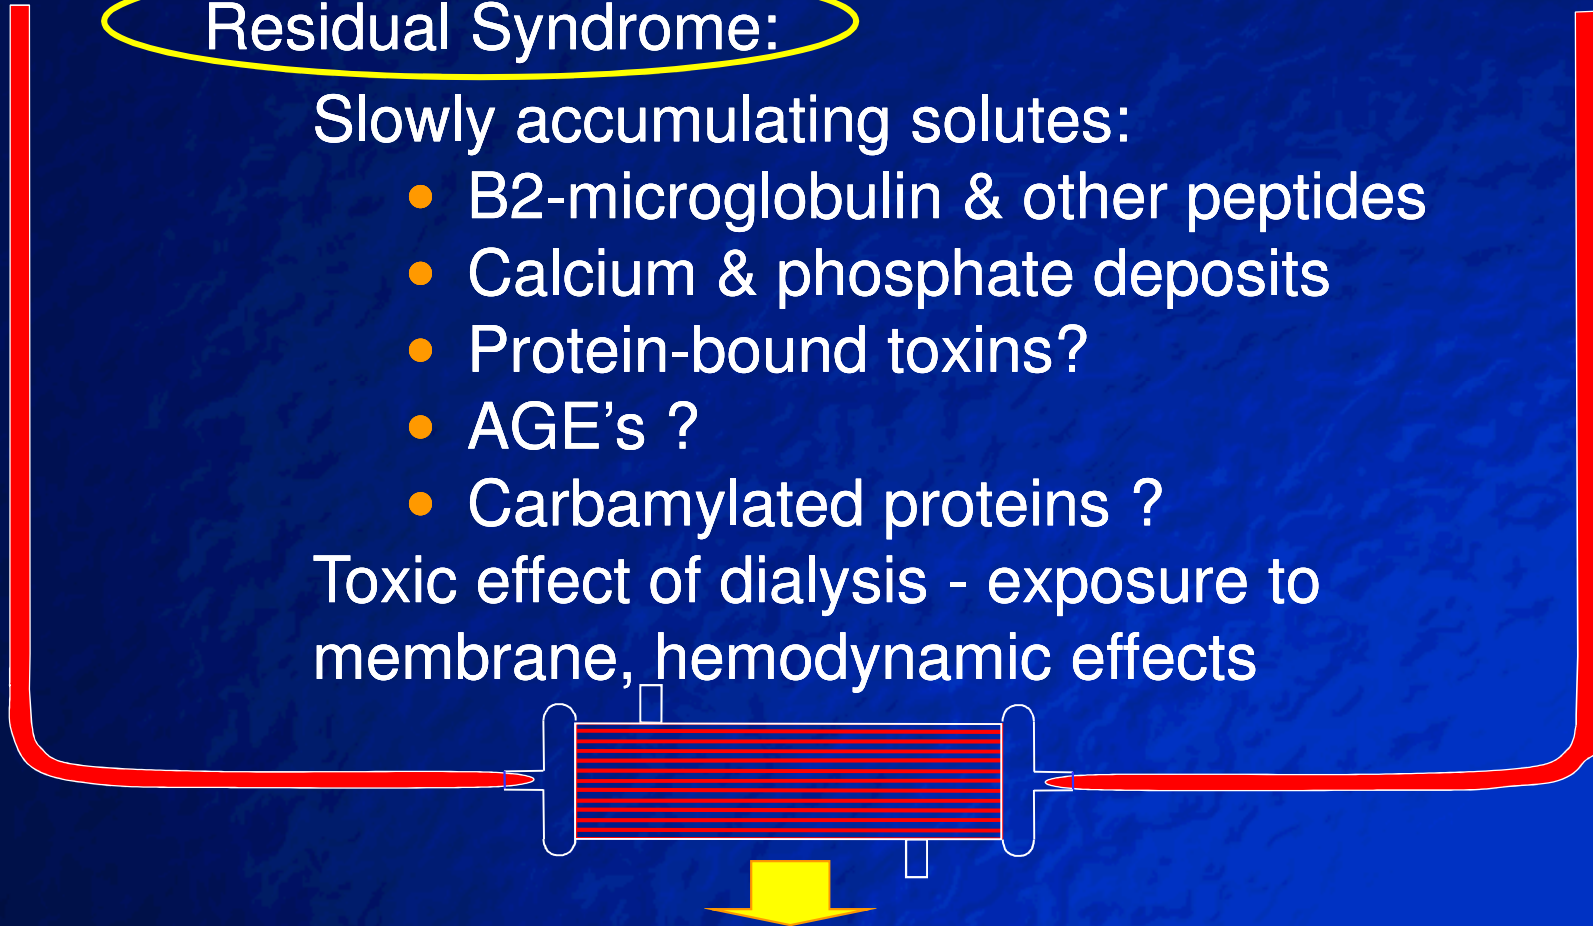 Residual Syndrome:
Slowly accumulating solutes:
B2-microglobulin & other peptides
Calcium & phosphate deposits
Protein-bound toxins?
AGE’s ?
Carbamylated proteins ?
Toxic effect of dialysis - exposure to
membrane, hemodynamic effects